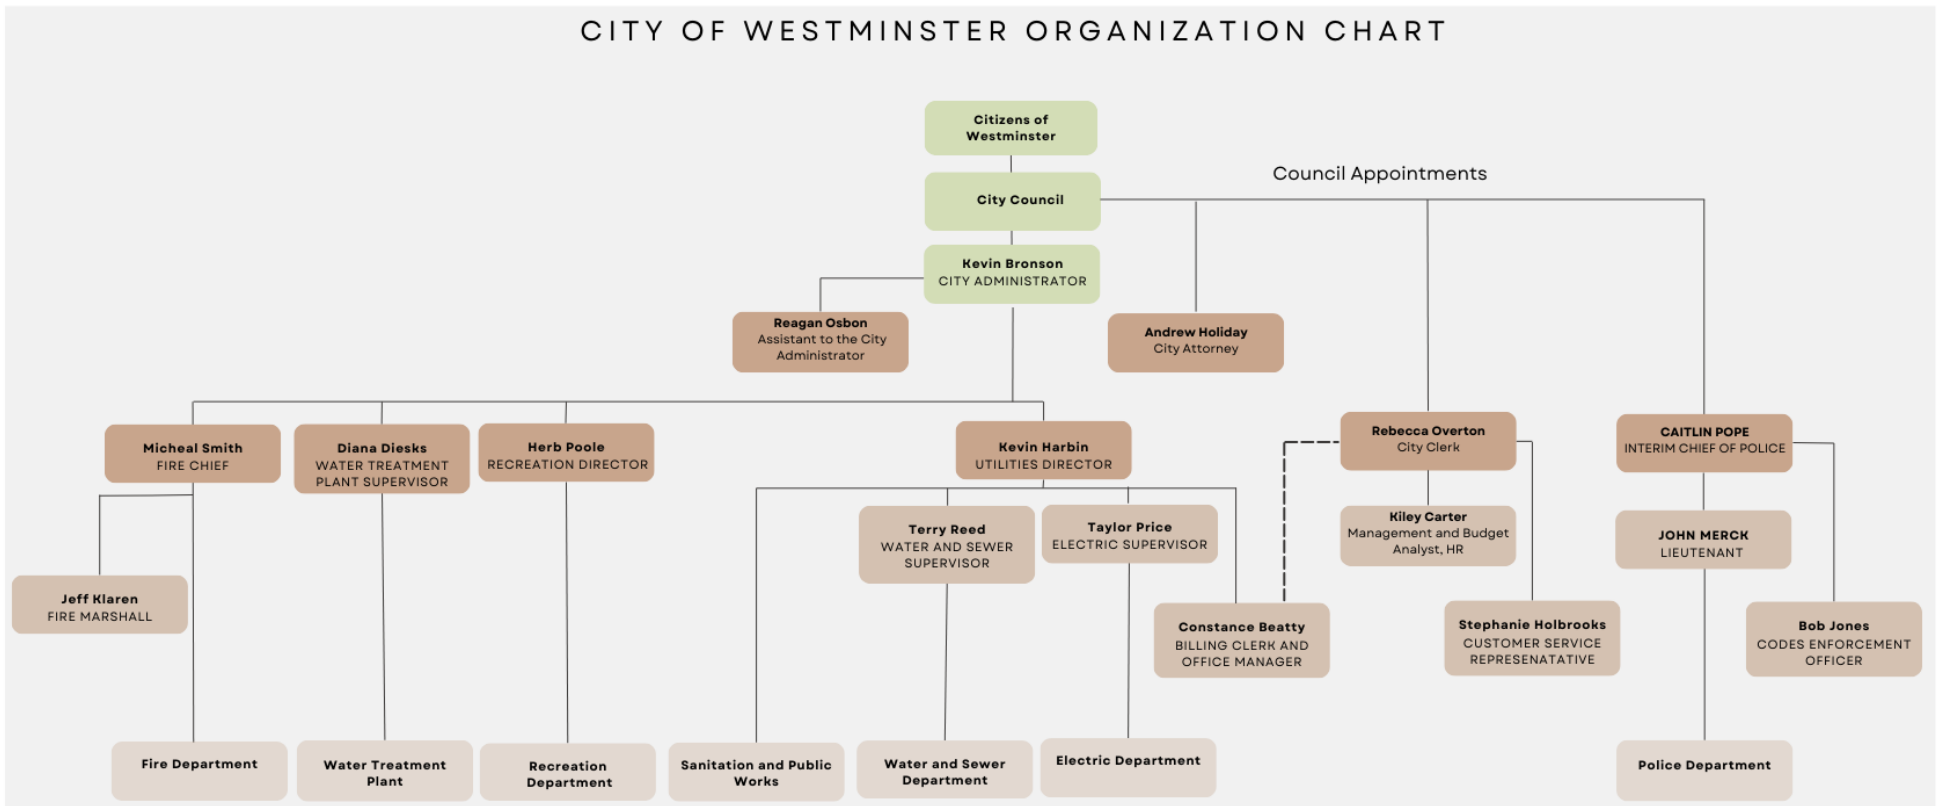 CITY OF WESTMINSTER ORGANIZATION CHART
Citizens of
Westminster
Council Appointments
City Council
Kevin Bronson
CITY ADMINISTRATOR
Reagan Osbon
Assistant to the City
Administrator
Andrew Holiday
City Attorney
Micheal Smith
FIRE CHIEF
Diana Diesks
WATER TREATMENT
PLANT SUPERVISOR
Herb Poole
RECREATION DIRECTOR
Kevin Harbin
UTILITIES DIRECTOR
Rebecca Overton
City Clerk
CAITLIN POPE
INTERIM CHIEF OF POLICE
Terry Reed
WATER AND SEWER
SUPERVISOR
Taylor Price
ELECTRIC SUPERVISOR
Kiley Carter
Management and Budget
Analyst, HR
JOHN MERCK
LIEUTENANT
Jeff Klaren
FIRE MARSHALL
Constance Beatty
BILLING CLERK AND
OFFICE MANAGER
Stephanie Holbrooks
CUSTOMER SERVICE
REPRESENATATIVE
Bob Jones
CODES ENFORCEMENT
OFFICER
Fire Department
Water Treatment
Plant
Recreation
Department
Sanitation and Public
Works
Water and Sewer
Department
Electric Department
Police Department